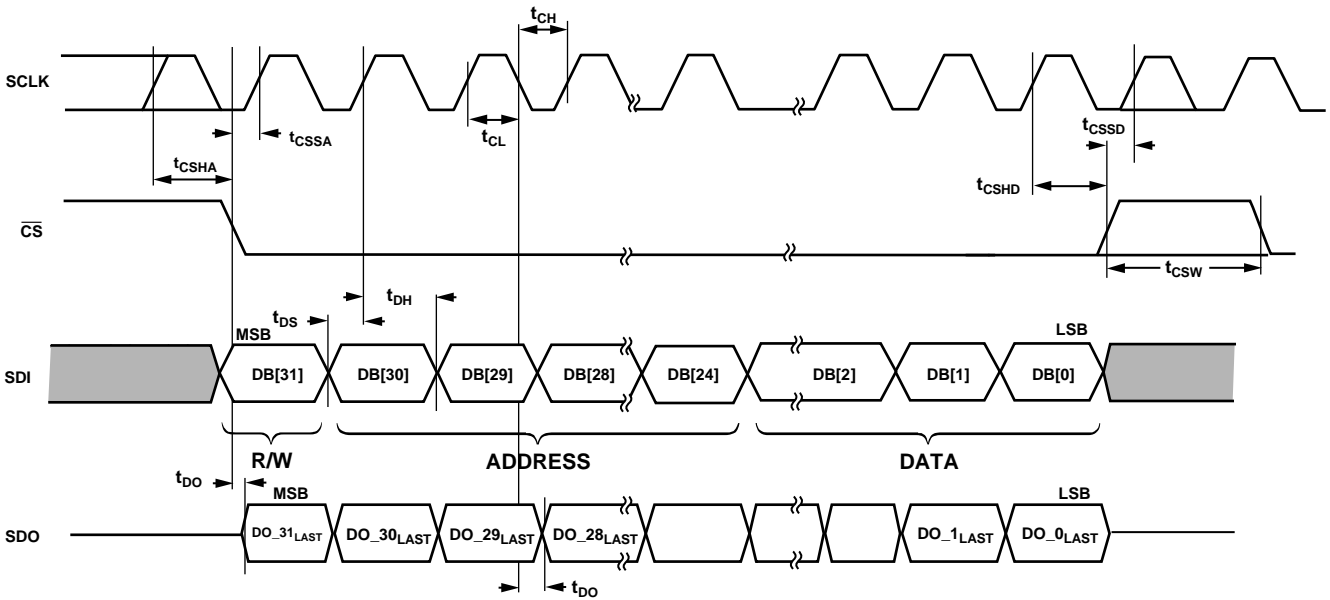 tCH
SCLK
tCSSA
tCL
tCSSD
tCSHA
tCSHD
CS
tCSW
tDH
tDS
MSB
LSB
SDI
DB[31]
DB[30]
DB[29]
DB[28]
DB[24]
DB[2]
DB[1]
DB[0]
R/W
ADDRESS
DATA
tDO
MSB
LSB
SDO
DO_31LAST
DO_30LAST
DO_29LAST
DO_28LAST
DO_1LAST
DO_0LAST
tDO